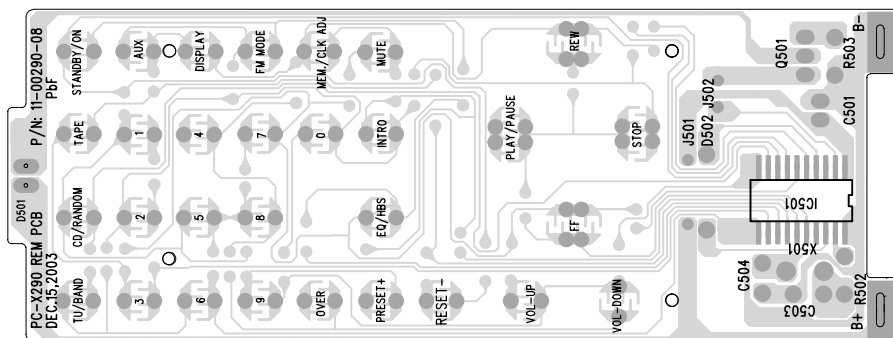 P/N: 11-00290-08
PbF
D501
PC-X290 REM PCB
DEC.15,2003
STANDBY/ON
AUX
DISPLAY
FM MODE
MEM./CLK ADJ
MUTE
REW
TAPE
1
4
7
0
INTRO
PLAY/PAUSE
STOP
CD/RANDOM
2
5
8
EQ/HBS
FF
TU/BAND
3
6
9
OVER
PRESET+
RESET-
VOL-UP
VOL-DOWN
B-
Q501
R503
J502
C501
J501
D502
IC501
X501
C504
C503
R502
B+